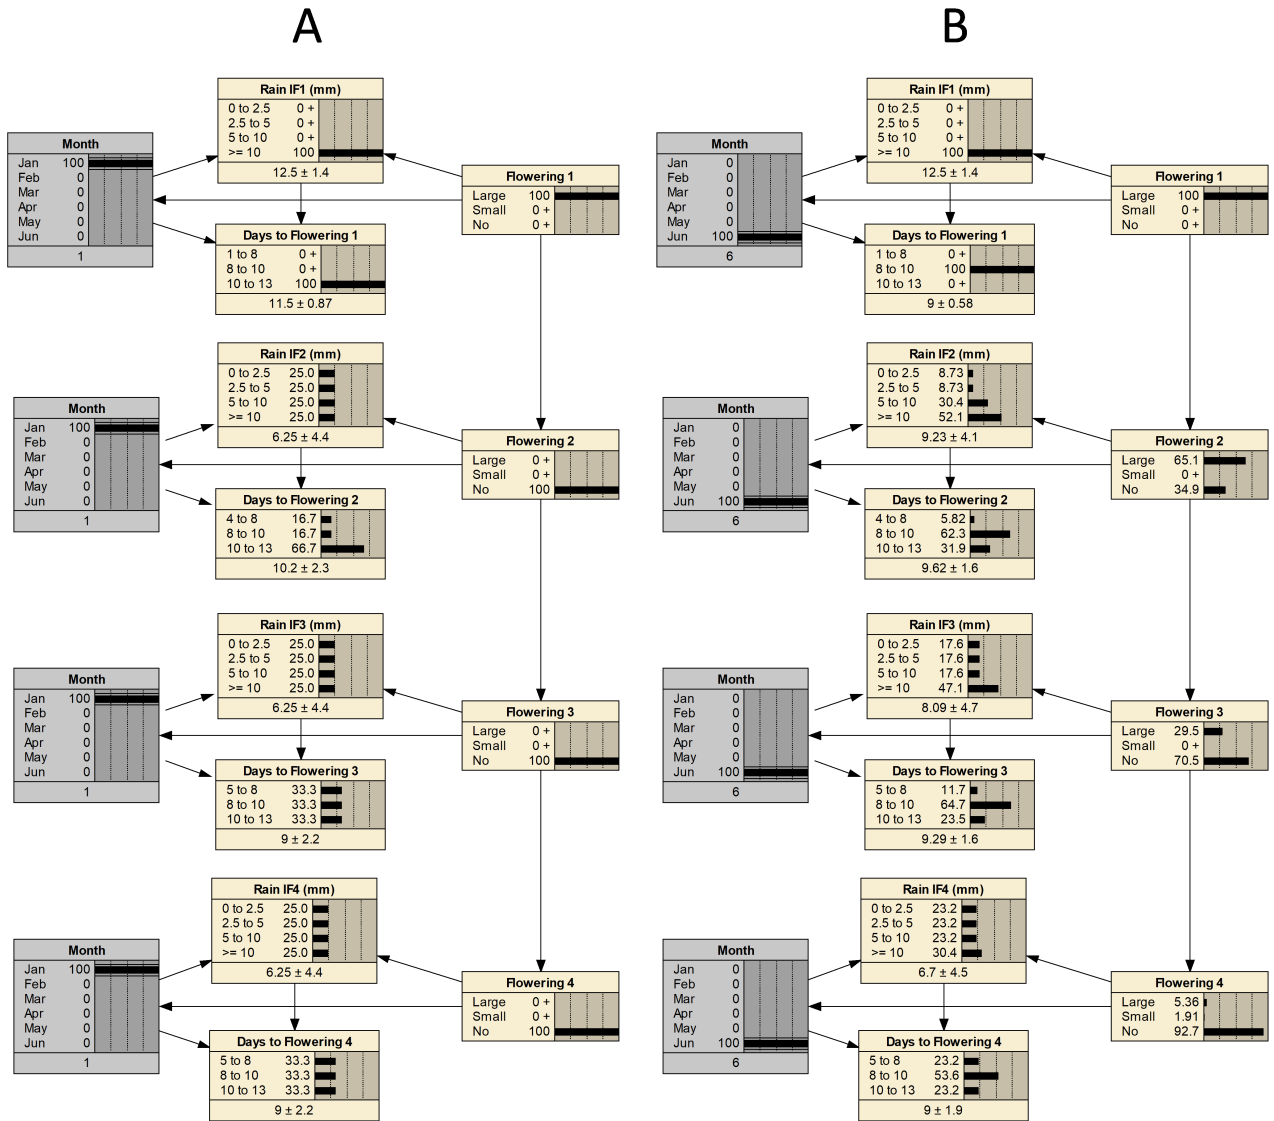 A
Rain IF1 (mm)
0 to 2.5 0 +
2.5 to 5 0 +
5 to 10 0 +
>= 10 100
12.5 ± 1.4
Month
Jan 100
Feb 0
Mar 0
Apr 0
May 0
Jun 0
1
Flowering 1
Large 100
Small 0 +
No 0 +
Days to Flowering 1
1 to 8 0 +
8 to 10 0 +
10 to 13 100
11.5 ± 0.87
Rain IF2 (mm)
0 to 2.5 25.0
2.5 to 5 25.0
5 to 10 25.0
>= 10 25.0
6.25 ± 4.4
Month
Jan 100
Feb 0
Mar 0
Apr 0
May 0
Jun 0
1
Flowering 2
Large 0 +
Small 0 +
No 100
Days to Flowering 2
4 to 8 16.7
8 to 10 16.7
10 to 13 66.7
10.2 ± 2.3
Rain IF3 (mm)
0 to 2.5 25.0
2.5 to 5 25.0
5 to 10 25.0
>= 10 25.0
6.25 ± 4.4
Month
Jan 100
Feb 0
Mar 0
Apr 0
May 0
Jun 0
1
Flowering 3
Large 0 +
Small 0 +
No 100
Days to Flowering 3
5 to 8 33.3
8 to 10 33.3
10 to 13 33.3
9 ± 2.2
Rain IF4 (mm)
0 to 2.5 25.0
2.5 to 5 25.0
5 to 10 25.0
>= 10 25.0
6.25 ± 4.4
Month
Jan 100
Feb 0
Mar 0
Apr 0
May 0
Jun 0
1
Flowering 4
Large 0 +
Small 0 +
No 100
Days to Flowering 4
5 to 8 33.3
8 to 10 33.3
10 to 13 33.3
9 ± 2.2
B
Rain IF1 (mm)
0 to 2.5 0 +
2.5 to 5 0 +
5 to 10 0 +
>= 10 100
12.5 ± 1.4
Month
Jan 0
Feb 0
Mar 0
Apr 0
May 0
Jun 100
6
Flowering 1
Large 100
Small 0 +
No 0 +
Days to Flowering 1
1 to 8 0 +
8 to 10 100
10 to 13 0 +
9 ± 0.58
Rain IF2 (mm)
0 to 2.5 8.73
2.5 to 5 8.73
5 to 10 30.4
>= 10 52.1
9.23 ± 4.1
Month
Jan 0
Feb 0
Mar 0
Apr 0
May 0
Jun 100
6
Flowering 2
Large 65.1
Small 0 +
No 34.9
Days to Flowering 2
4 to 8 5.82
8 to 10 62.3
10 to 13 31.9
9.62 ± 1.6
Rain IF3 (mm)
0 to 2.5 17.6
2.5 to 5 17.6
5 to 10 17.6
>= 10 47.1
8.09 ± 4.7
Month
Jan 0
Feb 0
Mar 0
Apr 0
May 0
Jun 100
6
Flowering 3
Large 29.5
Small 0 +
No 70.5
Days to Flowering 3
5 to 8 11.7
8 to 10 64.7
10 to 13 23.5
9.29 ± 1.6
Rain IF4 (mm)
0 to 2.5 23.2
2.5 to 5 23.2
5 to 10 23.2
>= 10 30.4
6.7 ± 4.5
Month
Jan 0
Feb 0
Mar 0
Apr 0
May 0
Jun 100
6
Flowering 4
Large 5.36
Small 1.91
No 92.7
Days to Flowering 4
5 to 8 23.2
8 to 10 53.6
10 to 13 23.2
9 ± 1.9